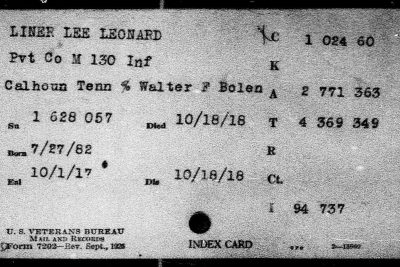 LINER LEE LEONARD C 1 024 60
Pvt Co M 130 Inf K
Calhoun Tenn % Walter F Bolen A 2 771 363
Sn 1 628 057 Died 10/18/18 T 4 369 349
Born 7/27/82 R
Enl 10/1/17 Dis 10/18/18 Ct.
I 94 737
U. S. VETERANS BUREAU
MAIL AND RECORDS
Form 7202—Rev. Sept., 1926 INDEX CARD